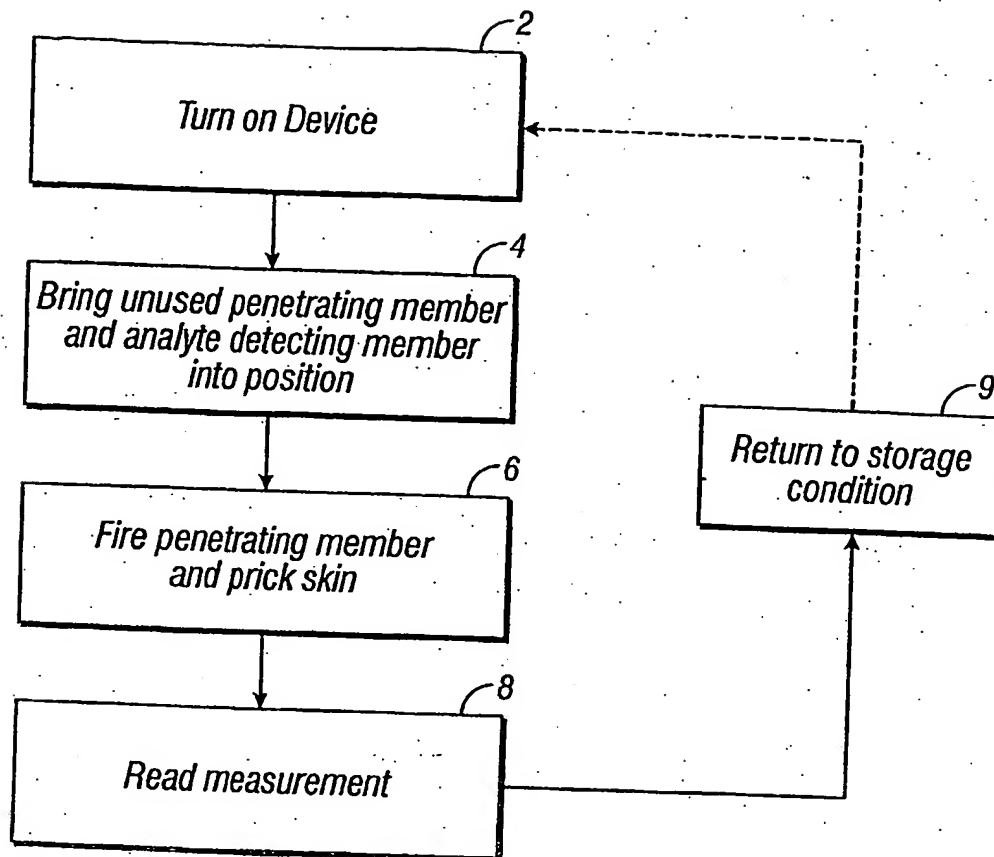 2
Turn on Device
4
Bring unused penetrating member
and analyte detecting member
into position
9
Return to storage
condition
6
Fire penetrating member
and prick skin
8
Read measurement